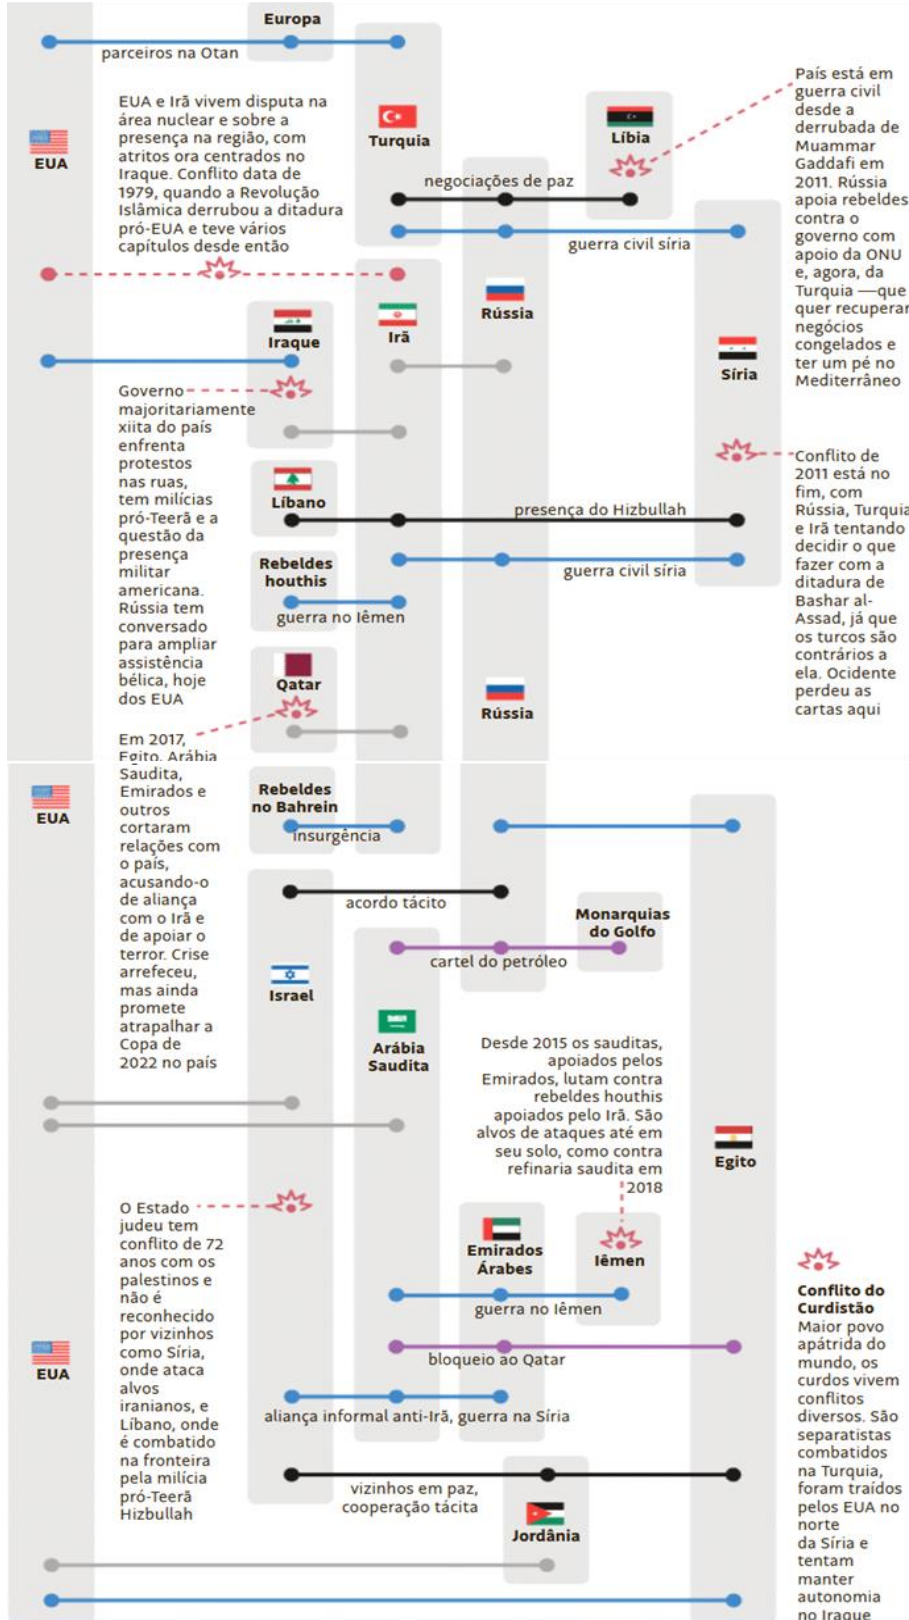 Europa
parceiros na Otan
EUA
EUA e Irã vivem disputa na
área nuclear e sobre a
presença na região, com
atritos ora centrados no
Iraque. Conflito data de
1979, quando a Revolução
Islâmica derrubou a ditadura
pró-EUA e teve vários
capítulos desde então
Turquia
Líbia
País está em
guerra civil
desde a
derrubada de
Muammar
Gaddafi em
2011. Rússia
apoia rebeldes
contra o
governo com
apoio da ONU
e, agora, da
Turquia —que
quer recuperar
negócios
congelados e
ter um pé no
Mediterrâneo
negociações de paz
guerra civil síria
Rússia
Iraque
Irã
Síria
Governo
majoritariamente
xiita do país
enfrenta
protestos
nas ruas,
tem milícias
pró-Teerã e a
questão da
presença
militar
americana.
Rússia tem
conversado
para ampliar
assistência
bélica, hoje
dos EUA
Líbano
presença do Hizbullah
Conflito de
2011 está no
fim, com
Rússia, Turquia
e Irã tentando
decidir o que
fazer com a
ditadura de
Bashar al-
Assad, já que
os turcos são
contrários a
ela. Ocidente
perdeu as
cartas aqui
Rebeldes
houthis
guerra civil síria
guerra no Iêmen
Qatar
Rússia
Em 2017,
Egito, Arábia
Saudita,
Emirados e
outros
cortaram
relações com
o país,
acusando-o
de aliança
com o Irã e
de apoiar o
terror. Crise
arrefeceu,
mas ainda
promete
atrapalhar a
Copa de
2022 no país
EUA
Rebeldes
no Bahrein
insurgência
acordo tácito
Monarquias
do Golfo
cartel do petróleo
Israel
Arábia
Saudita
Desde 2015 os sauditas,
apoiados pelos
Emirados, lutam contra
rebeldes houthis
apoiados pelo Irã. São
alvos de ataques até em
seu solo, como contra
refinaria saudita em
2018
Egito
O Estado
judeu tem
conflito de 72
anos com os
palestinos e
não é
reconhecido
por vizinhos
como Síria,
onde ataca
alvos
iranianos, e
Líbano, onde
é combatido
na fronteira
pela milícia
pró-Teerã
Hizbullah
Emirados
Árabes
Iêmen
guerra no Iêmen
bloqueio ao Qatar
EUA
aliança informal anti-Irã, guerra na Síria
vizinhos em paz,
cooperação tácita
Jordânia
Conflito do
Curdistão
Maior povo
apátrida do
mundo, os
curdos vivem
conflitos
diversos. São
separatistas
combatidos
na Turquia,
foram traídos
pelos EUA no
norte
da Síria e
tentam
manter
autonomia
no Iraque